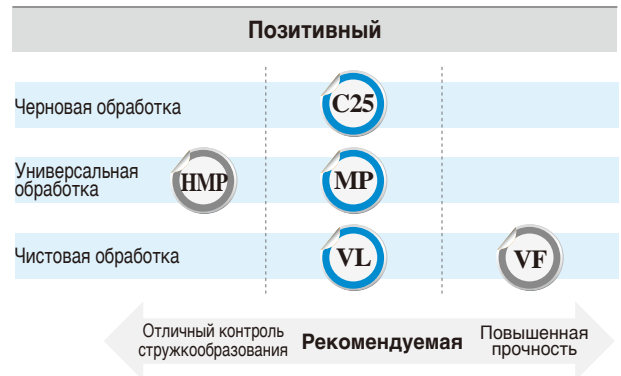 Позитивный
Черновая обработка
C25
Универсальная
обработка
HMP
MP
Чистовая обработка
VL
VF
Отличный контроль
стружкообразования
Рекомендуемая
Повышенная
прочность